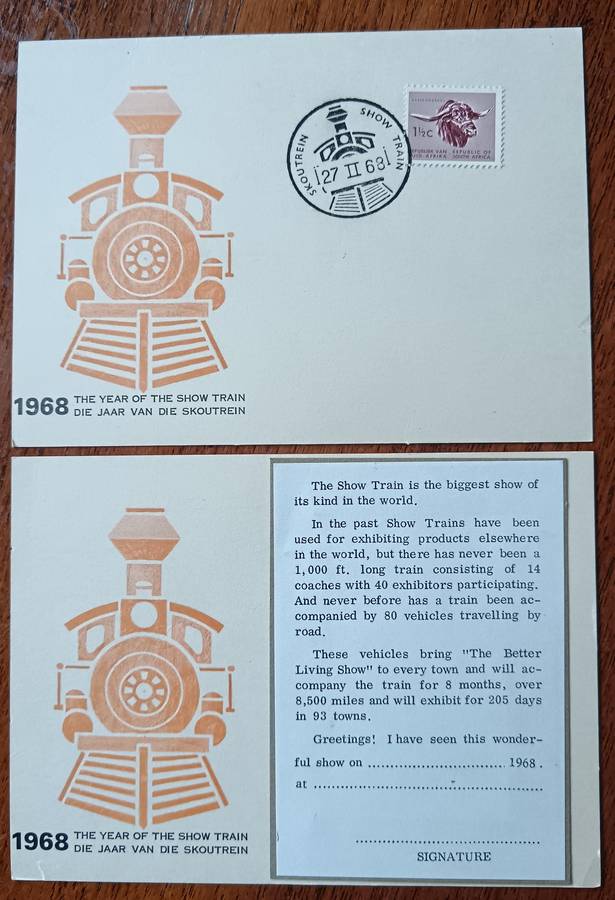 SKOUTREIN SHOW TRAIN
27 II 68
1½c
REPUBLIEK VAN REPUBLIC OF
SUID-AFRIKA SOUTH AFRICA
1968 THE YEAR OF THE SHOW TRAIN
DIE JAAR VAN DIE SKOUTREIN
The Show Train is the biggest show of
its kind in the world.
In the past Show Trains have been
used for exhibiting products elsewhere
in the world, but there has never been a
1,000 ft. long train consisting of 14
coaches with 40 exhibitors participating.
And never before has a train been ac-
companied by 80 vehicles travelling by
road.
These vehicles bring "The Better
Living Show" to every town and will ac-
company the train for 8 months, over
8,500 miles and will exhibit for 205 days
in 93 towns.
Greetings! I have seen this wonder-
ful show on .................................. 1968.
at ..........................................................
..............................................
SIGNATURE
1968 THE YEAR OF THE SHOW TRAIN
DIE JAAR VAN DIE SKOUTREIN